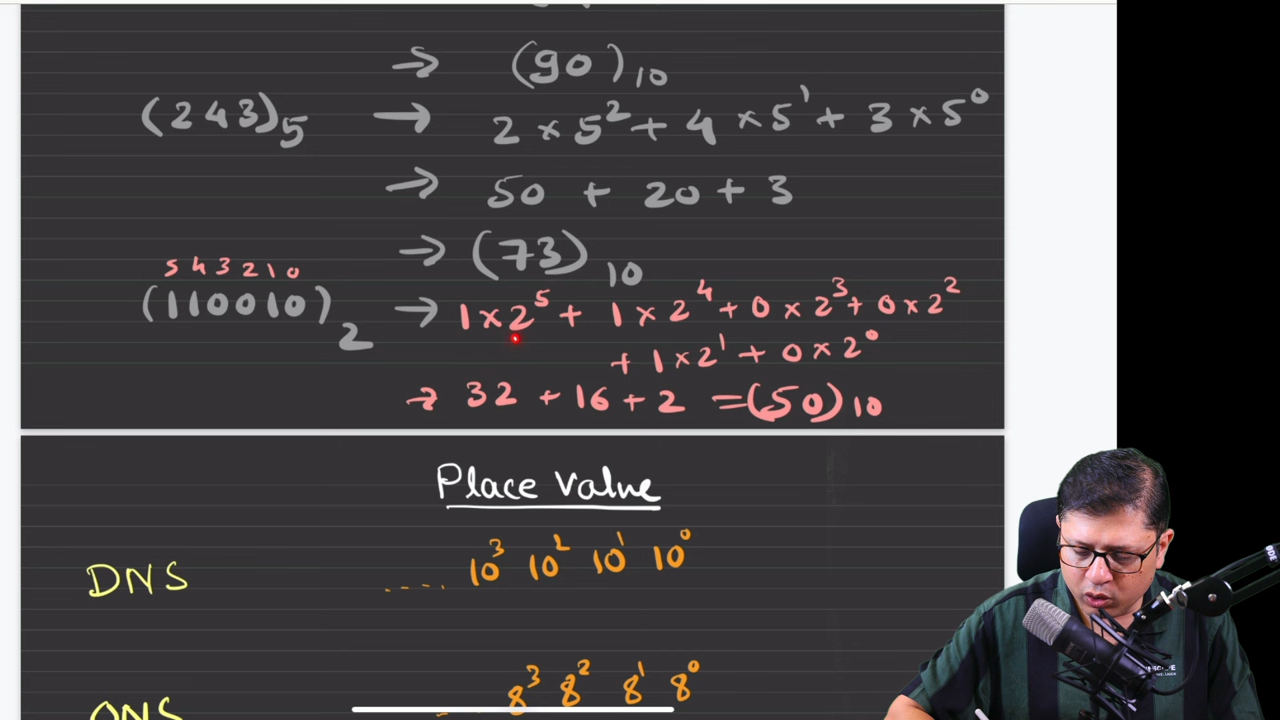 → (90)₁₀
(243)₅ → 2 × 5² + 4 × 5¹ + 3 × 5⁰
→ 50 + 20 + 3
→ (73)₁₀
5 4 3 2 1 0
(110010)₂ → 1 × 2⁵ + 1 × 2⁴ + 0 × 2³ + 0 × 2²
+ 1 × 2¹ + 0 × 2⁰
→ 32 + 16 + 2 = (50)₁₀
Place Value
DNS .... 10³ 10² 10¹ 10⁰
ONS 8³ 8² 8¹ 8⁰